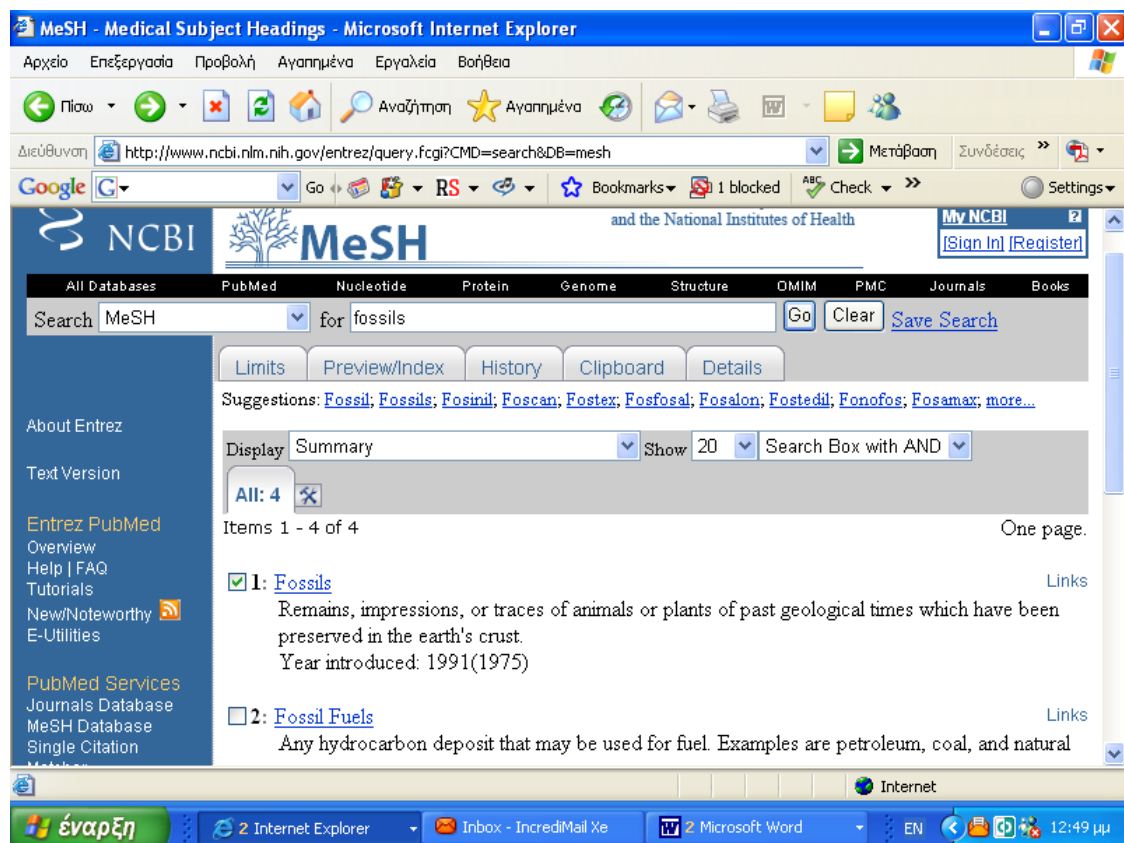 MeSH - Medical Subject Headings - Microsoft Internet Explorer
Αρχείο Επεξεργασία Προβολή Αγαπημένα Εργαλεία Βοήθεια
Πίσω Αναζήτηση Αγαπημένα
Διεύθυνση http://www.ncbi.nlm.nih.gov/entrez/query.fcgi?CMD=search&DB=mesh Μετάβαση Συνδέσεις »
Google G Go RS Bookmarks 1 blocked ABC Check » Settings
and the National Institutes of Health My NCBI ?
NCBI MeSH [Sign In] [Register]
All Databases PubMed Nucleotide Protein Genome Structure OMIM PMC Journals Books
Search MeSH for fossils Go Clear Save Search
Limits Preview/Index History Clipboard Details
Suggestions: Fossil; Fossils; Fosinil; Foscan; Fostex; Fosfosal; Fosalon; Fostedil; Fonofos; Fosamax; more...
About Entrez
Display Summary Show 20 Search Box with AND
Text Version
All: 4
Entrez PubMed
Items 1 - 4 of 4 One page.
Overview
Help | FAQ
Tutorials
New/Noteworthy
E-Utilities
1: Fossils Links
Remains, impressions, or traces of animals or plants of past geological times which have been
preserved in the earth's crust.
Year introduced: 1991(1975)
PubMed Services
Journals Database
MeSH Database
Single Citation
2: Fossil Fuels Links
Any hydrocarbon deposit that may be used for fuel. Examples are petroleum, coal, and natural
Internet
έναρξη 2 Internet Explorer Inbox - IncrediMail Xe 2 Microsoft Word EN 12:49 μμ